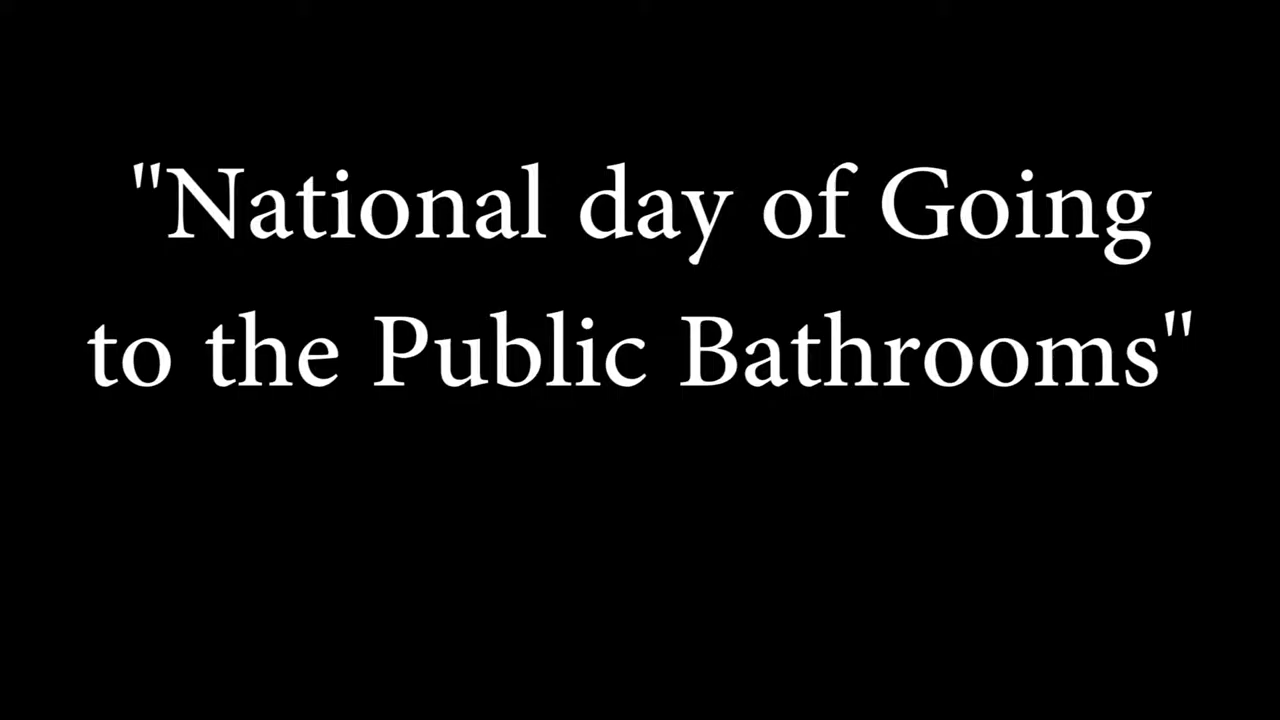 "National day of Going
to the Public Bathrooms"